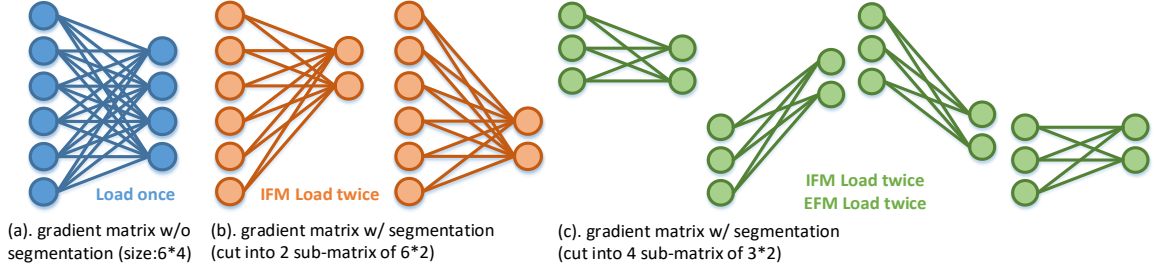 Load once
IFM Load twice
IFM Load twice
EFM Load twice
(a). gradient matrix w/o
segmentation (size:6*4)
(b). gradient matrix w/ segmentation
(cut into 2 sub-matrix of 6*2)
(c). gradient matrix w/ segmentation
(cut into 4 sub-matrix of 3*2)